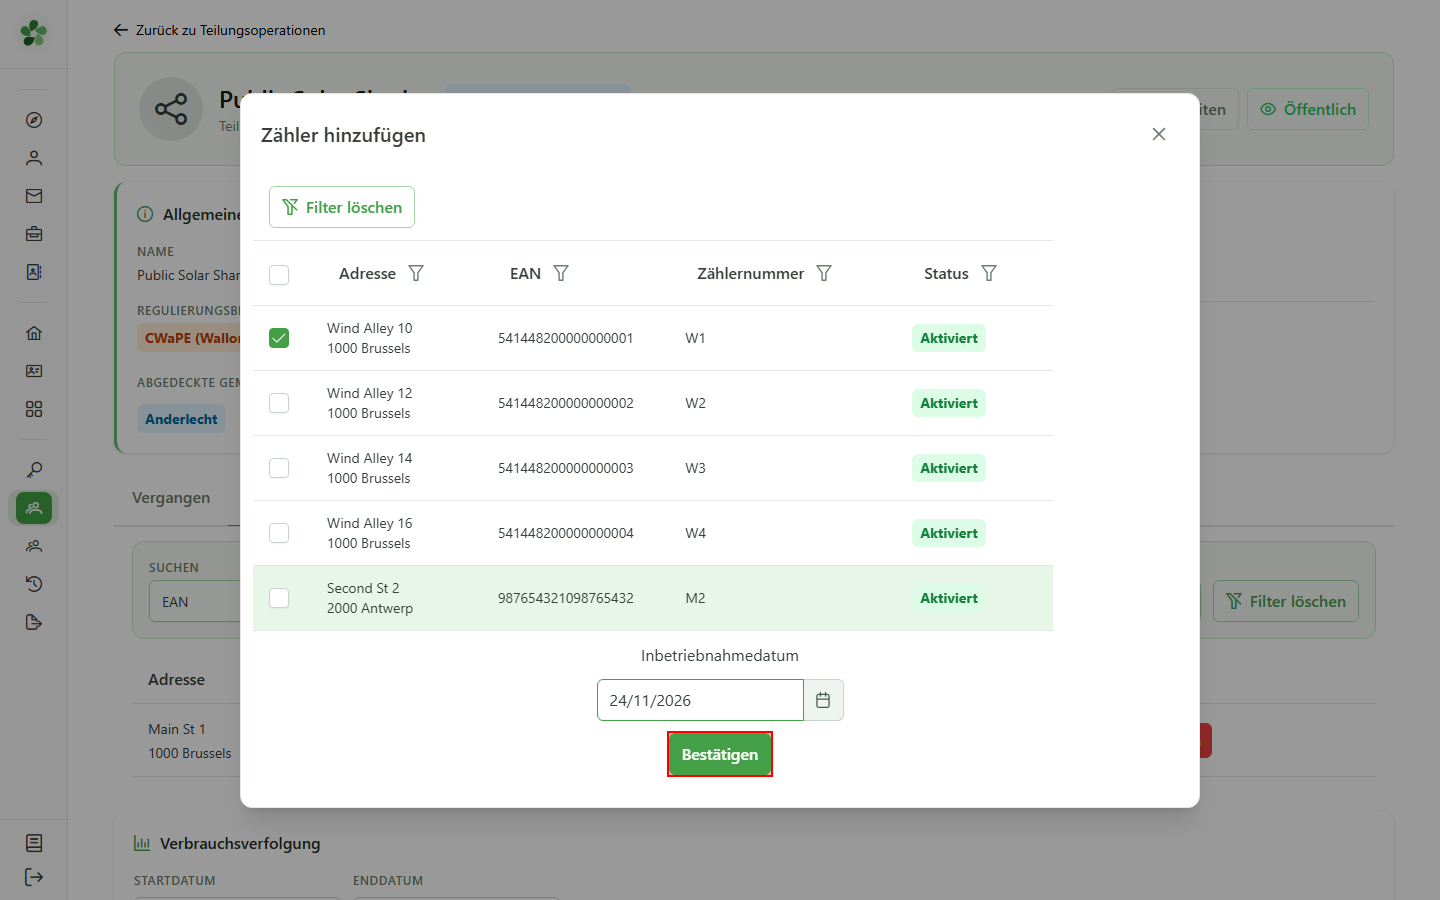 Zurück zu Teilungsoperationen
Öffentlich
Zähler hinzufügen
Filter löschen
Allgemeine
NAME
Public Solar Shar
REGULIERUNGSB
CWaPE (Wallo
ABGEDECKTE GEM
Anderlecht
Adresse EAN Zählernummer Status
Wind Alley 10
1000 Brussels
541448200000000001 W1 Aktiviert
Wind Alley 12
1000 Brussels
541448200000000002 W2 Aktiviert
Wind Alley 14
1000 Brussels
541448200000000003 W3 Aktiviert
Wind Alley 16
1000 Brussels
541448200000000004 W4 Aktiviert
Second St 2
2000 Antwerp
987654321098765432 M2 Aktiviert
Vergangen
SUCHEN
EAN
Filter löschen
Inbetriebnahmedatum
24/11/2026
Bestätigen
Adresse
Main St 1
1000 Brussels
Verbrauchsverfolgung
STARTDATUM ENDDATUM